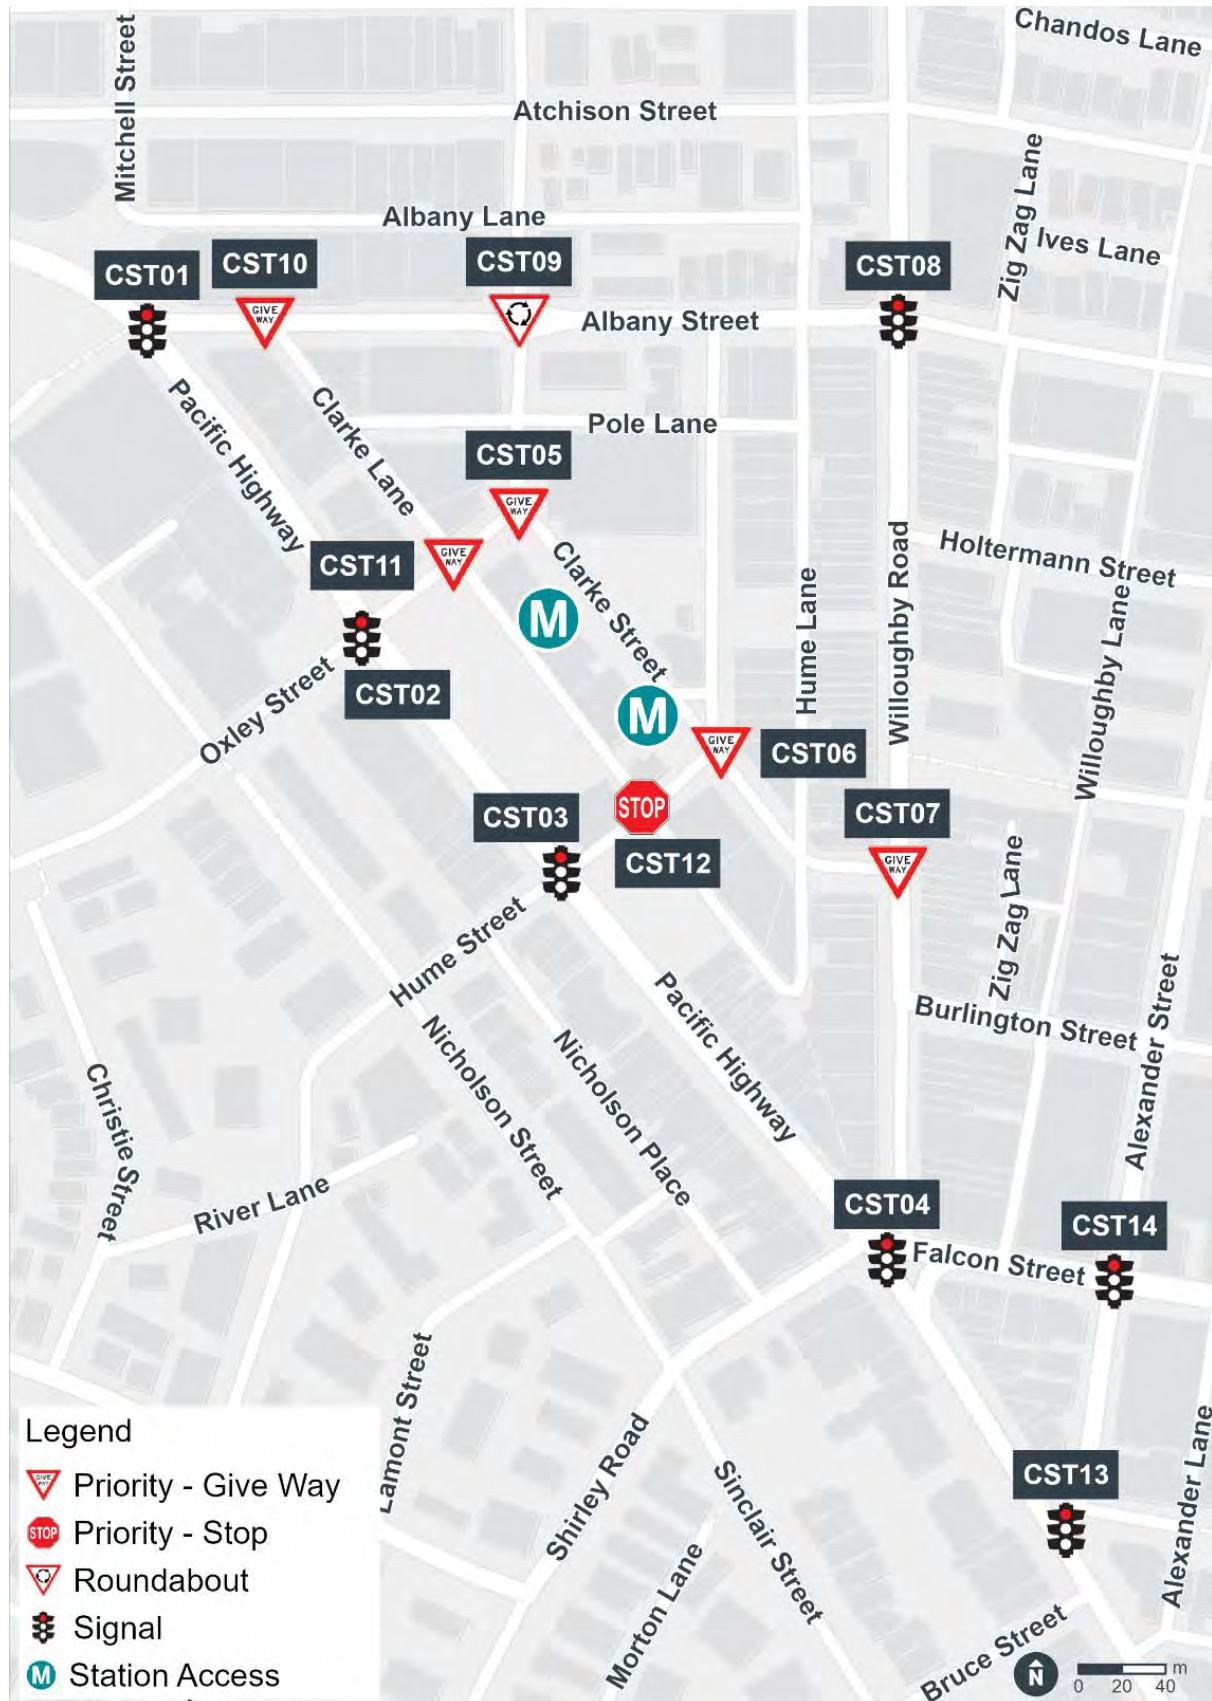 Chandos Lane
Mitchell Street
Atchison Street
Zig Zag Lane
Albany Lane
Ives Lane
CST01
CST10
CST09
CST08
GIVE
WAY
Albany Street
Pacific Highway
Clarke Lane
Pole Lane
CST05
GIVE
WAY
CST11
GIVE
WAY
Clarke Street
Hume Lane
Willoughby Road
Holtermann Street
Willoughby Lane
M
Oxley Street
CST02
M
GIVE
WAY
CST06
CST03
STOP
CST12
CST07
GIVE
WAY
Zig Zag Lane
Hume Street
Pacific Highway
Burlington Street
Alexander Street
Christie Street
Nicholson Street
Nicholson Place
River Lane
CST04
CST14
Falcon Street
Lamont Street
Shirley Road
Sinclair Street
CST13
Alexander Lane
Morton Lane
Bruce Street
Legend
GIVE
WAY
Priority - Give Way
STOP
Priority - Stop
Roundabout
Signal
M
Station Access
N
m
0 20 40